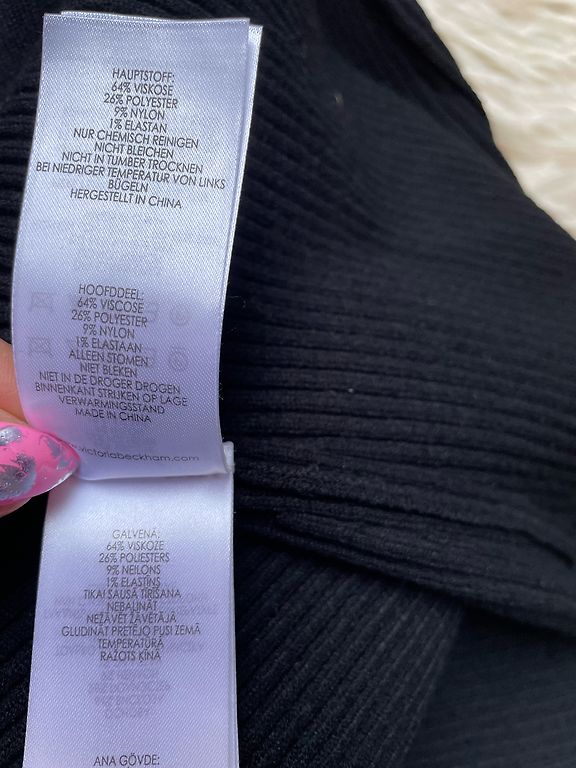 HAUPTSTOFF:
64% VISKOSE
26% POLYESTER
9% NYLON
1% ELASTAN
NUR CHEMISCH REINIGEN
NICHT BLEICHEN
NICHT IN TUMBER TROCKNEN
BEI NIEDRIGER TEMPERATUR VON LINKS
BÜGELN
HERGESTELLT IN CHINA
HOOFDDEEL:
64% VISCOSE
26% POLYESTER
9% NYLON
1% ELASTAAN
ALLEEN STOMEN
NIET BLEKEN
NIET IN DE DROGER DROGEN
BINNENKANT STRIJKEN OP LAGE
VERWARMINGSSTAND
MADE IN CHINA
.victoriabeckham.com
GALVENĀ:
64% VISKOZE
26% POLIESTERS
9% NEILONS
1% ELASTĪNS
TIKAI SAUSĀ TĪRĪŠANA
NEBALINĀT
NEŽĀVĒT ŽĀVĒTĀJĀ
GLUDINĀT PRETĒJO PUSI ZEMĀ
TEMPERATŪRĀ
RAŽOTS ĶĪNĀ
ANA GÖVDE: